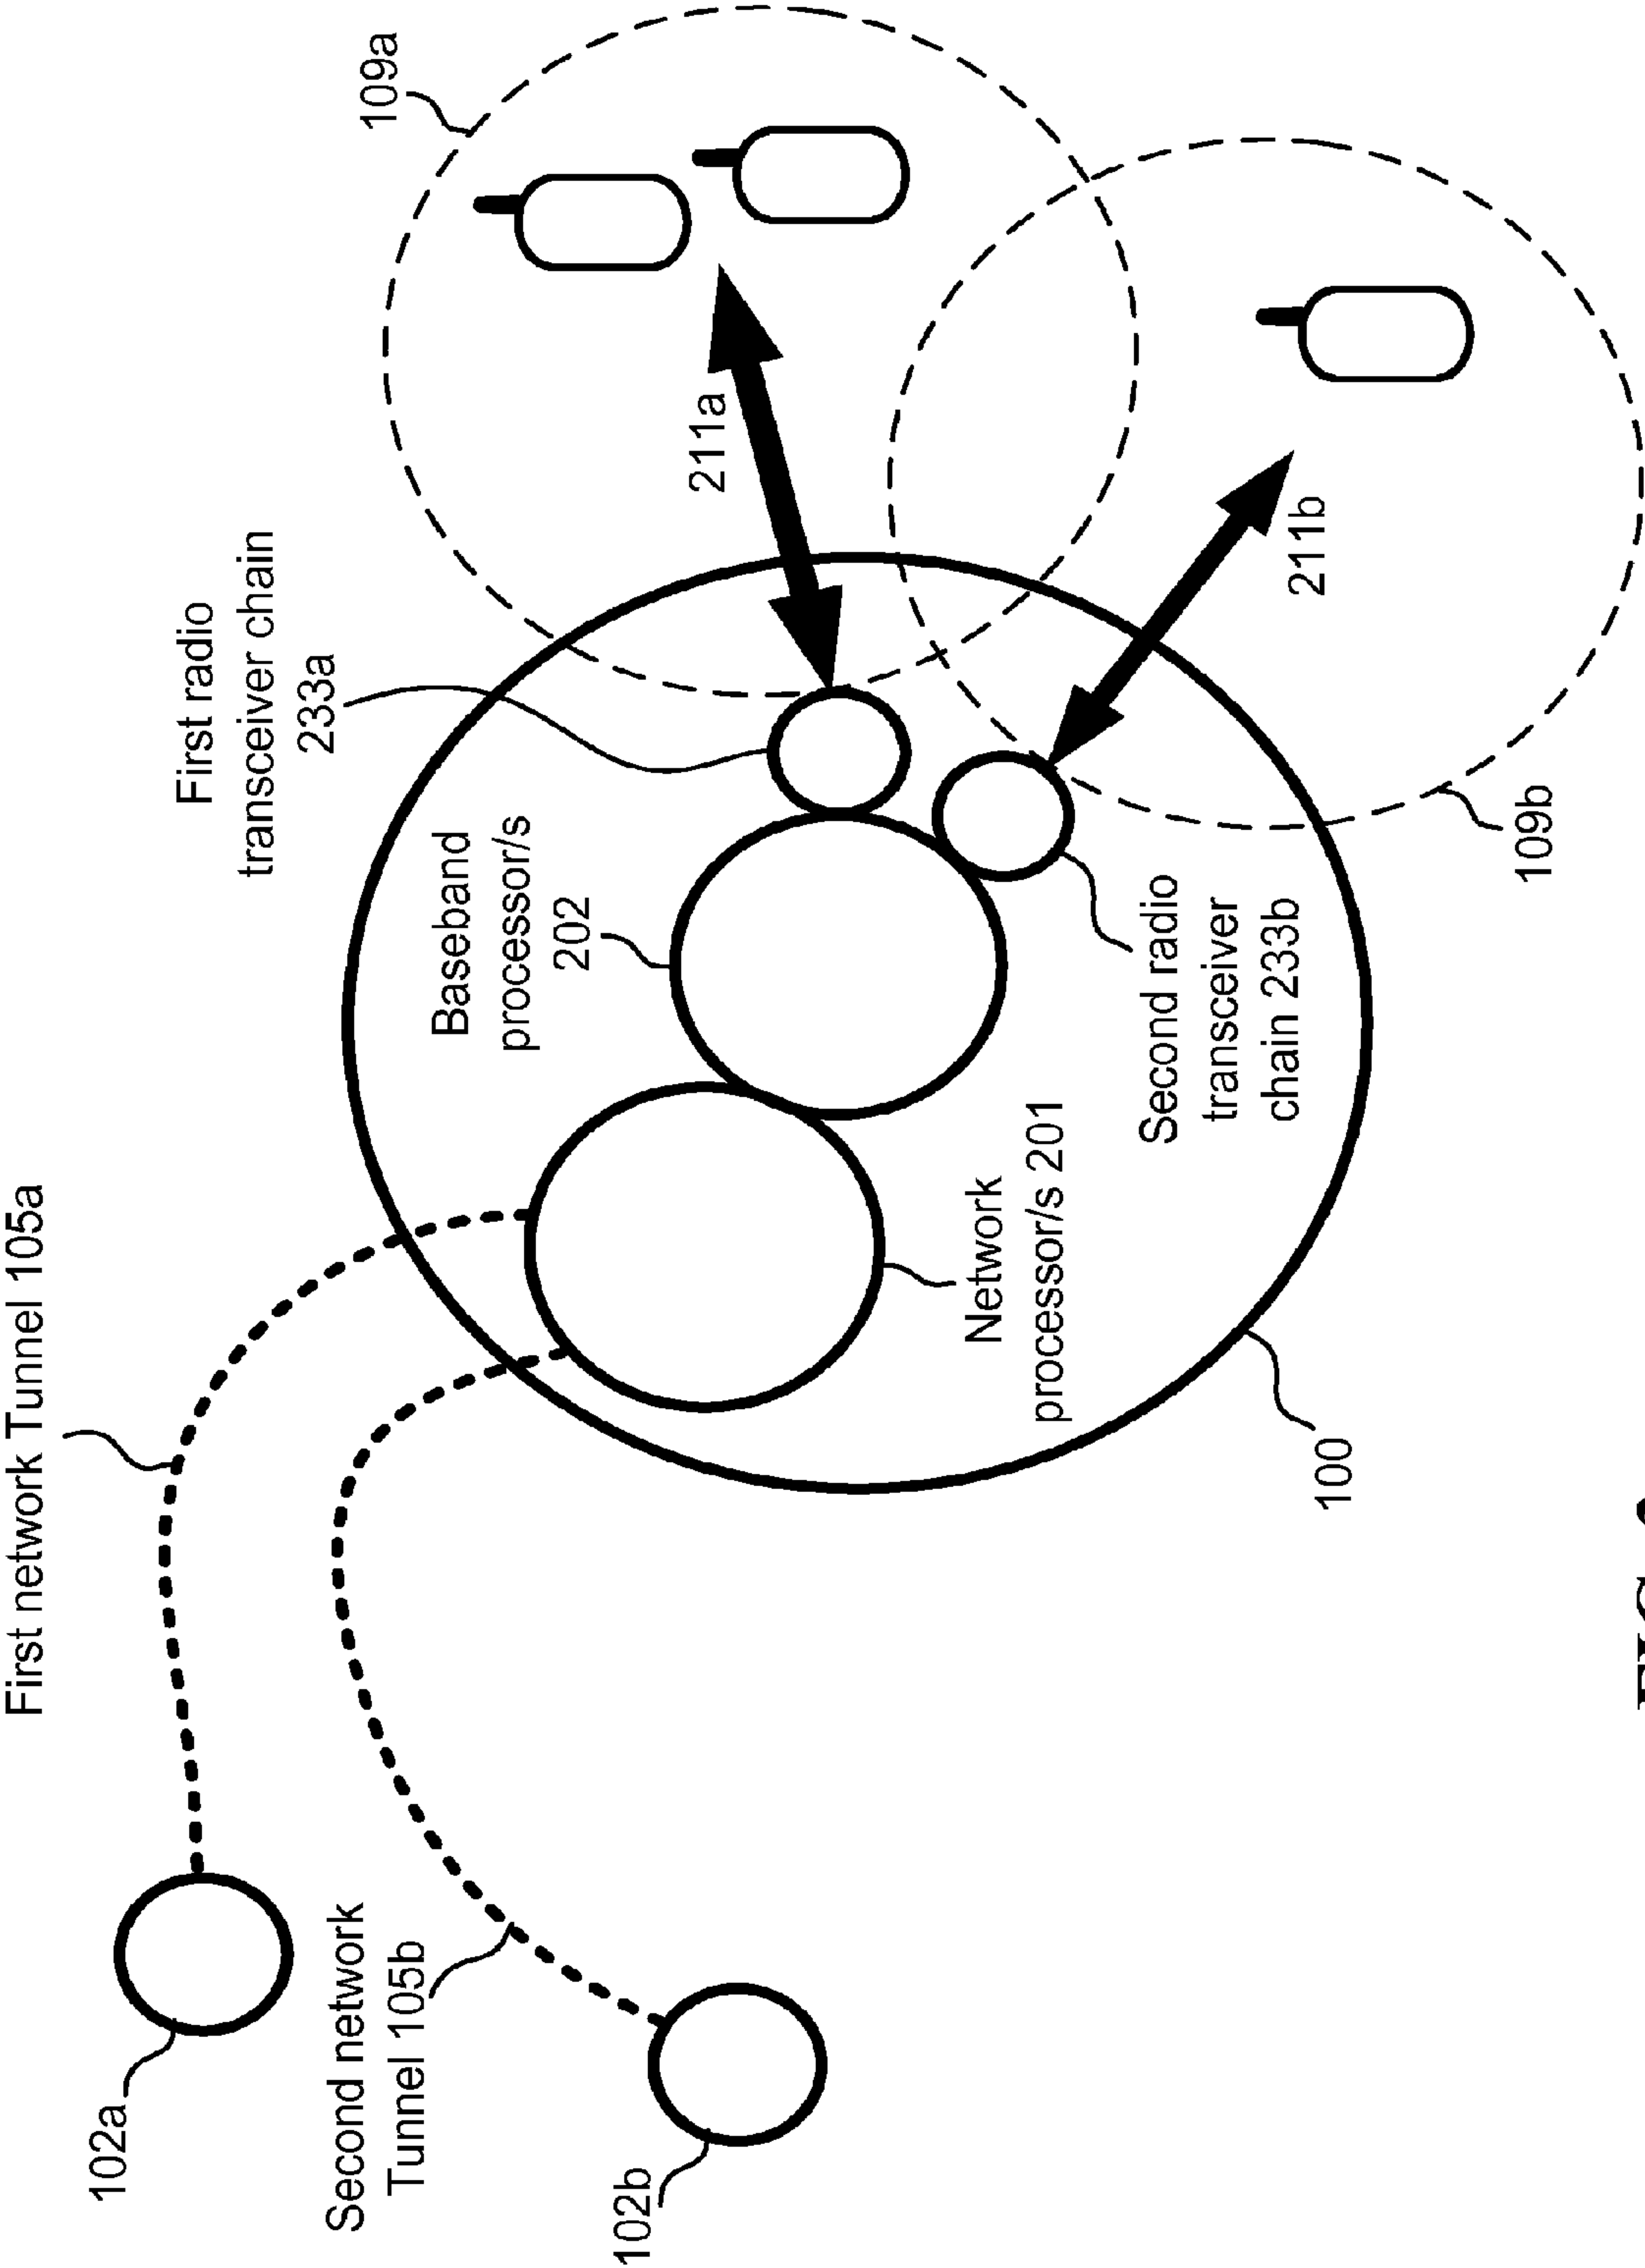 First network Tunnel 105a
102a
Second network
Tunnel 105b
102b
First radio
transceiver chain
233a
109a
Baseband
processor/s
202
211a
Network
processor/s 201
Second radio
transceiver
chain 233b
211b
109b
100